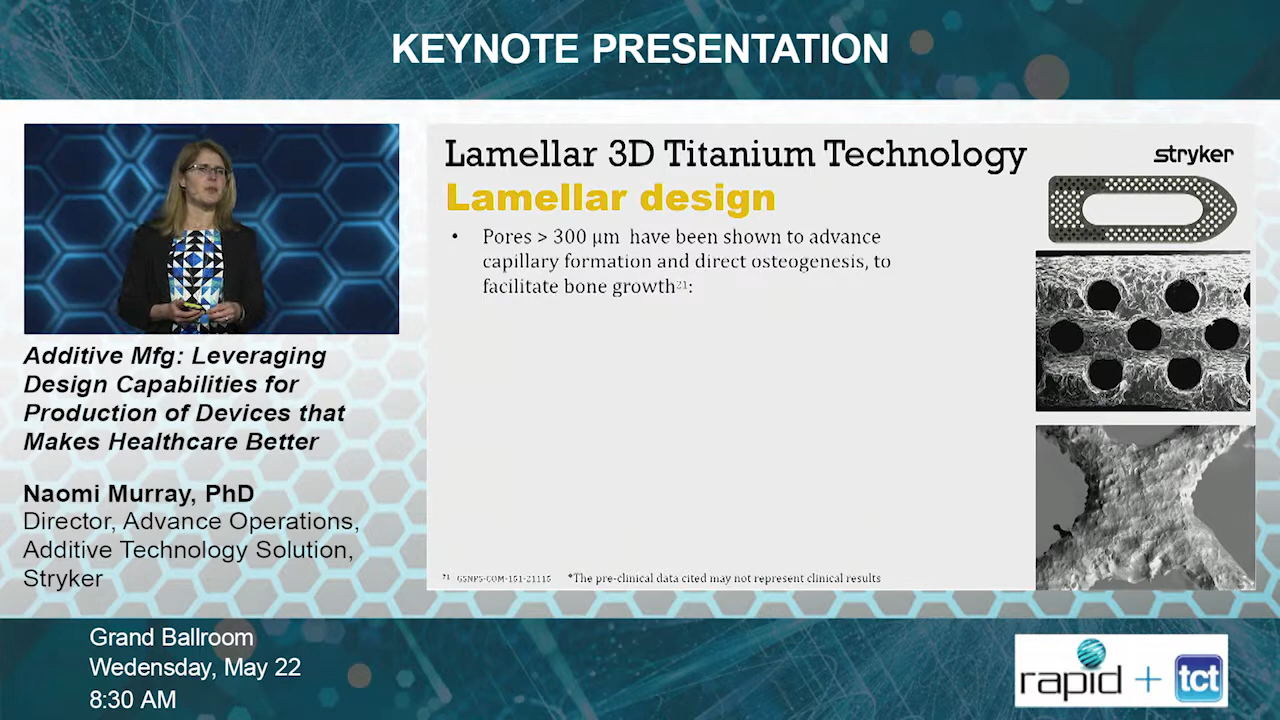 KEYNOTE PRESENTATION
Lamellar 3D Titanium Technology
stryker
Lamellar design
• Pores > 300 µm have been shown to advance
capillary formation and direct osteogenesis, to
facilitate bone growth²¹:
*The pre-clinical data cited may not represent clinical results
Additive Mfg: Leveraging
Design Capabilities for
Production of Devices that
Makes Healthcare Better
Naomi Murray, PhD
Director, Advance Operations,
Additive Technology Solution,
Stryker
Grand Ballroom
Wedensday, May 22
8:30 AM
rapid + tct